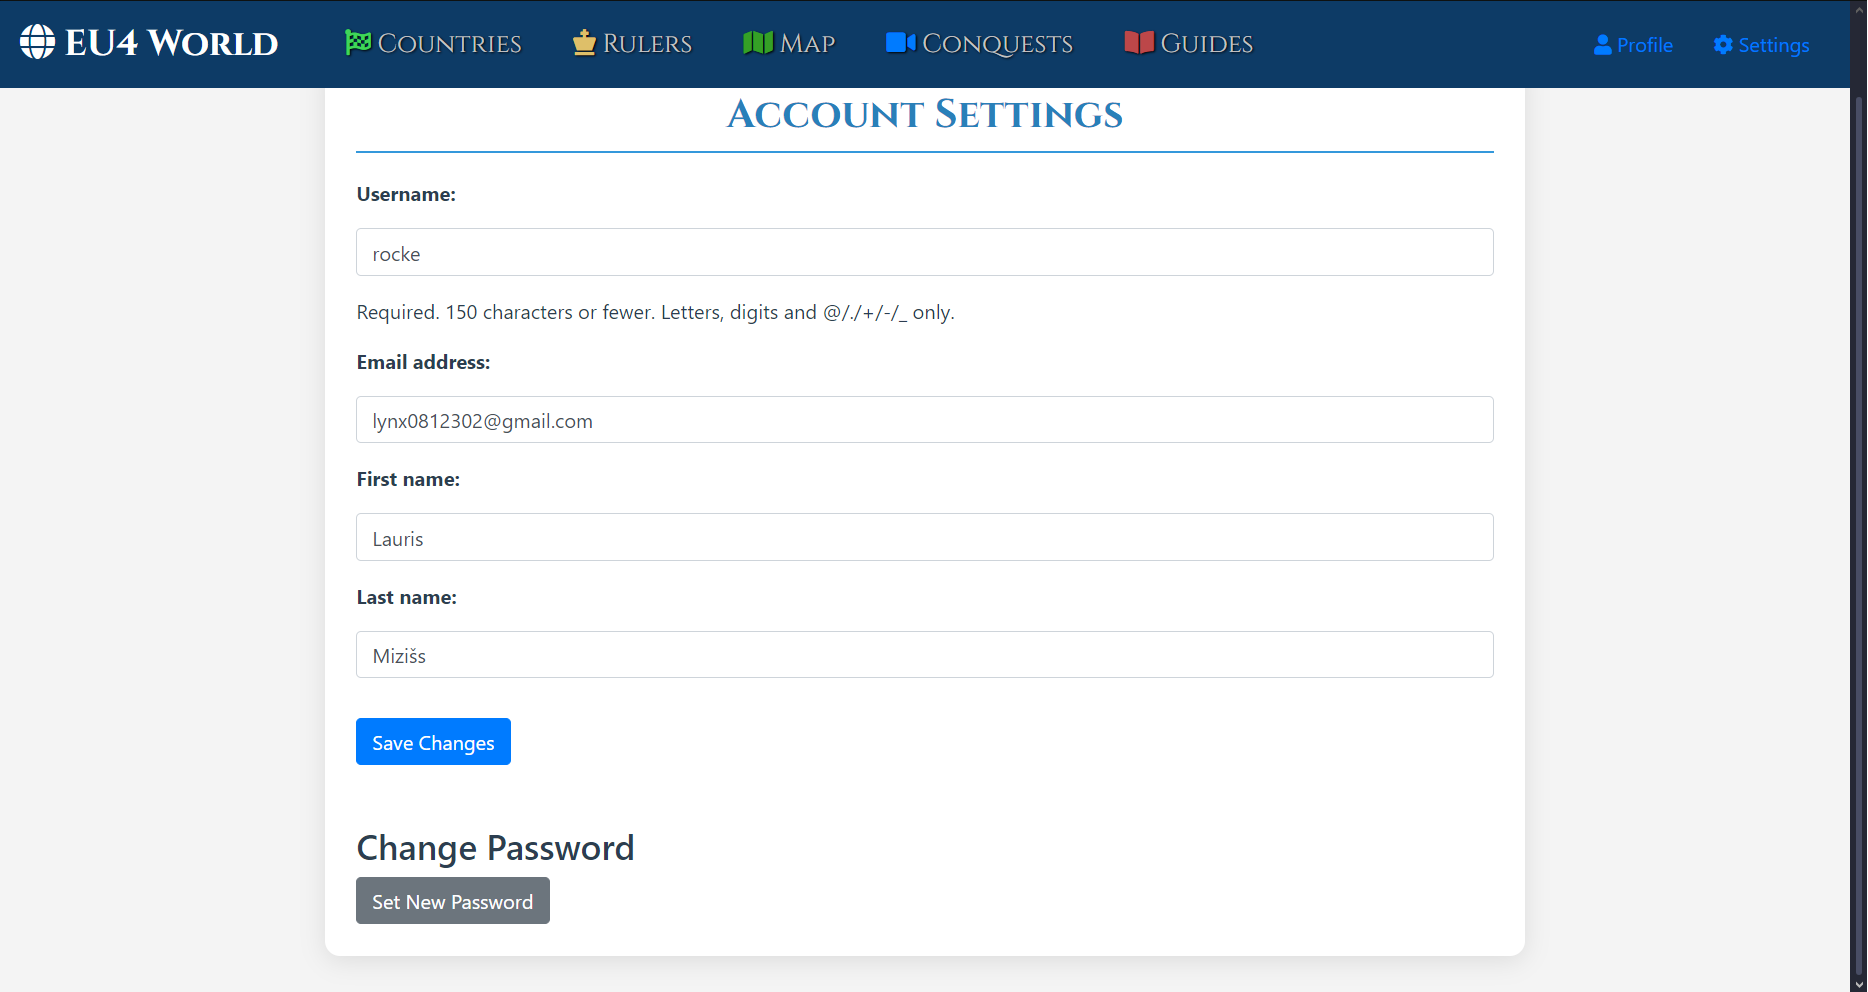 EU4 World Countries Rulers Map Conquests Guides Profile Settings
Account Settings
Username:
rocke
Required. 150 characters or fewer. Letters, digits and @/./+/-/_ only.
Email address:
lynx0812302@gmail.com
First name:
Lauris
Last name:
Mizišs
Save Changes
Change Password
Set New Password